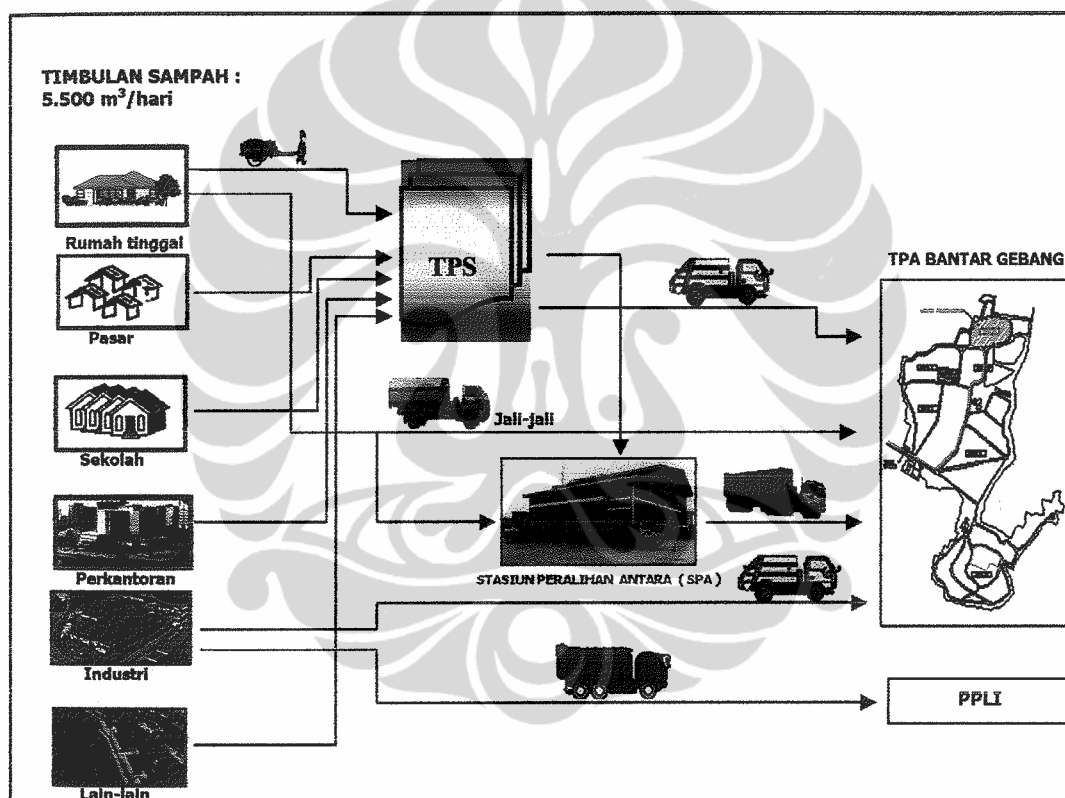 TIMBULAN SAMPAH :
5.500 m³/hari
Rumah tinggal
TPS
TPA BANTAR GEBANG
Pasar
Jali-jali
Sekolah
Perkantoran
STASIUN PERALIHAN ANTARA ( SPA )
Industri
PPLI
Lain-lain